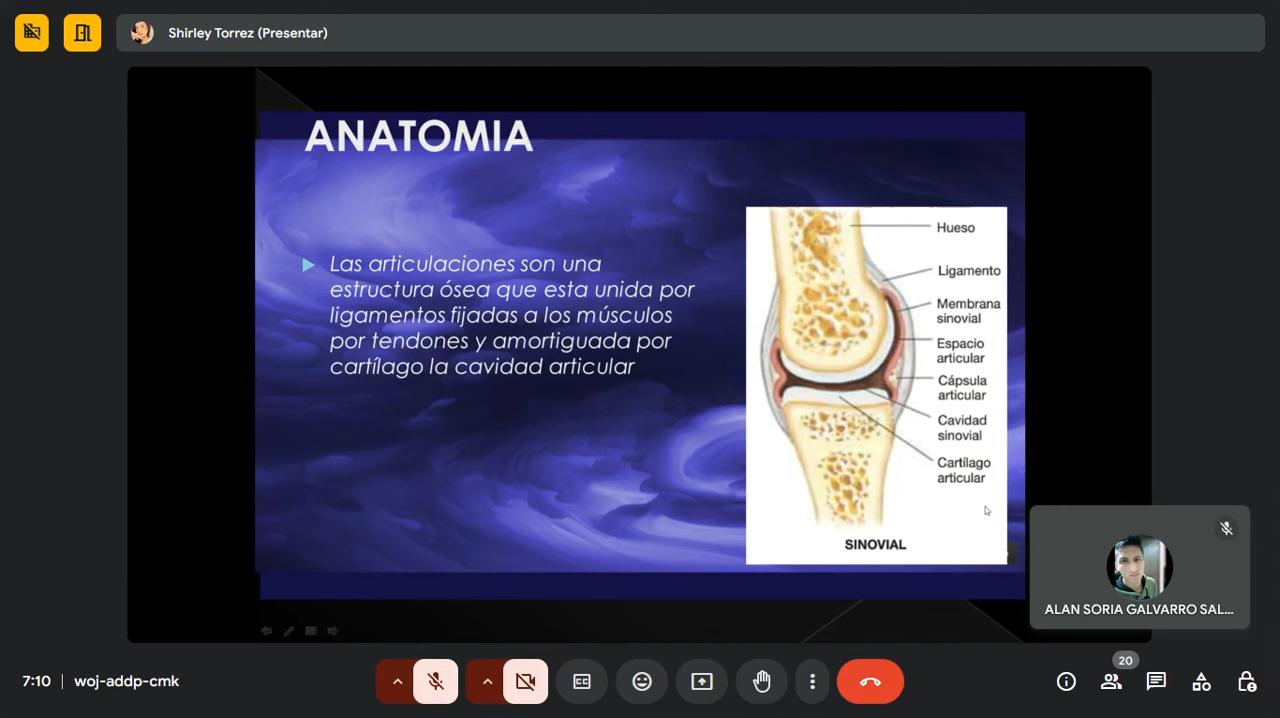 Shirley Torrez (Presentar)
ANATOMIA
Las articulaciones son una
estructura ósea que esta unida por
ligamentos fijadas a los músculos
por tendones y amortiguada por
cartílago la cavidad articular
Hueso
Ligamento
Membrana
sinovial
Espacio
articular
Cápsula
articular
Cavidad
sinovial
Cartílago
articular
SINOVIAL
ALAN SORIA GALVARRO SAL...
7:10
woj-addp-cmk
CC
20